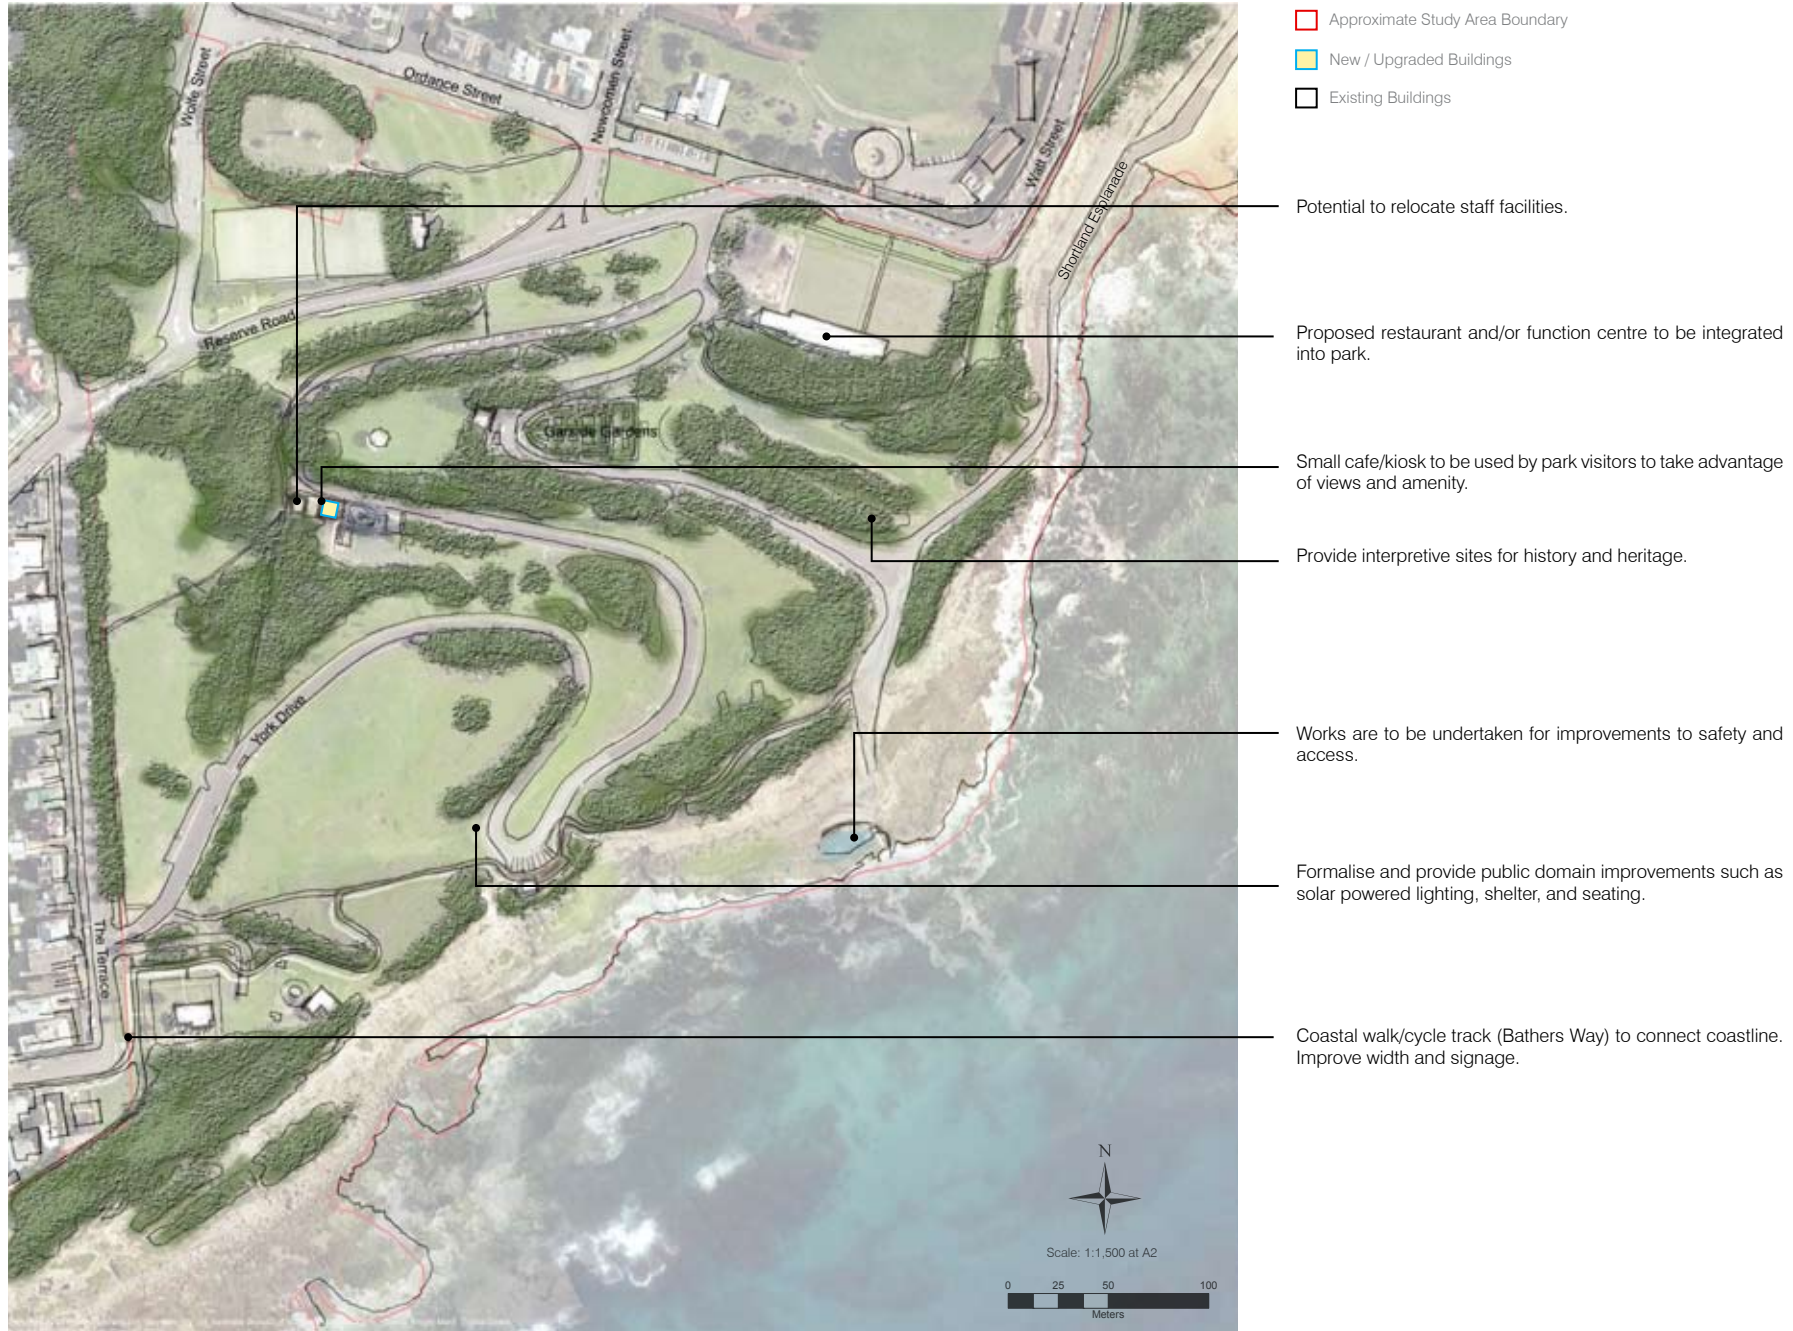 Approximate Study Area Boundary
New / Upgraded Buildings
Existing Buildings
Wolfe Street
Ordance Street
Newcomen Street
Watt Street
Shortland Esplanade
Reserve Road
Garside Gardens
York Drive
The Terrace
Potential to relocate staff facilities.
Proposed restaurant and/or function centre to be integrated
into park.
Small cafe/kiosk to be used by park visitors to take advantage
of views and amenity.
Provide interpretive sites for history and heritage.
Works are to be undertaken for improvements to safety and
access.
Formalise and provide public domain improvements such as
solar powered lighting, shelter, and seating.
Coastal walk/cycle track (Bathers Way) to connect coastline.
Improve width and signage.
N
Scale: 1:1,500 at A2
0 25 50 100
Meters